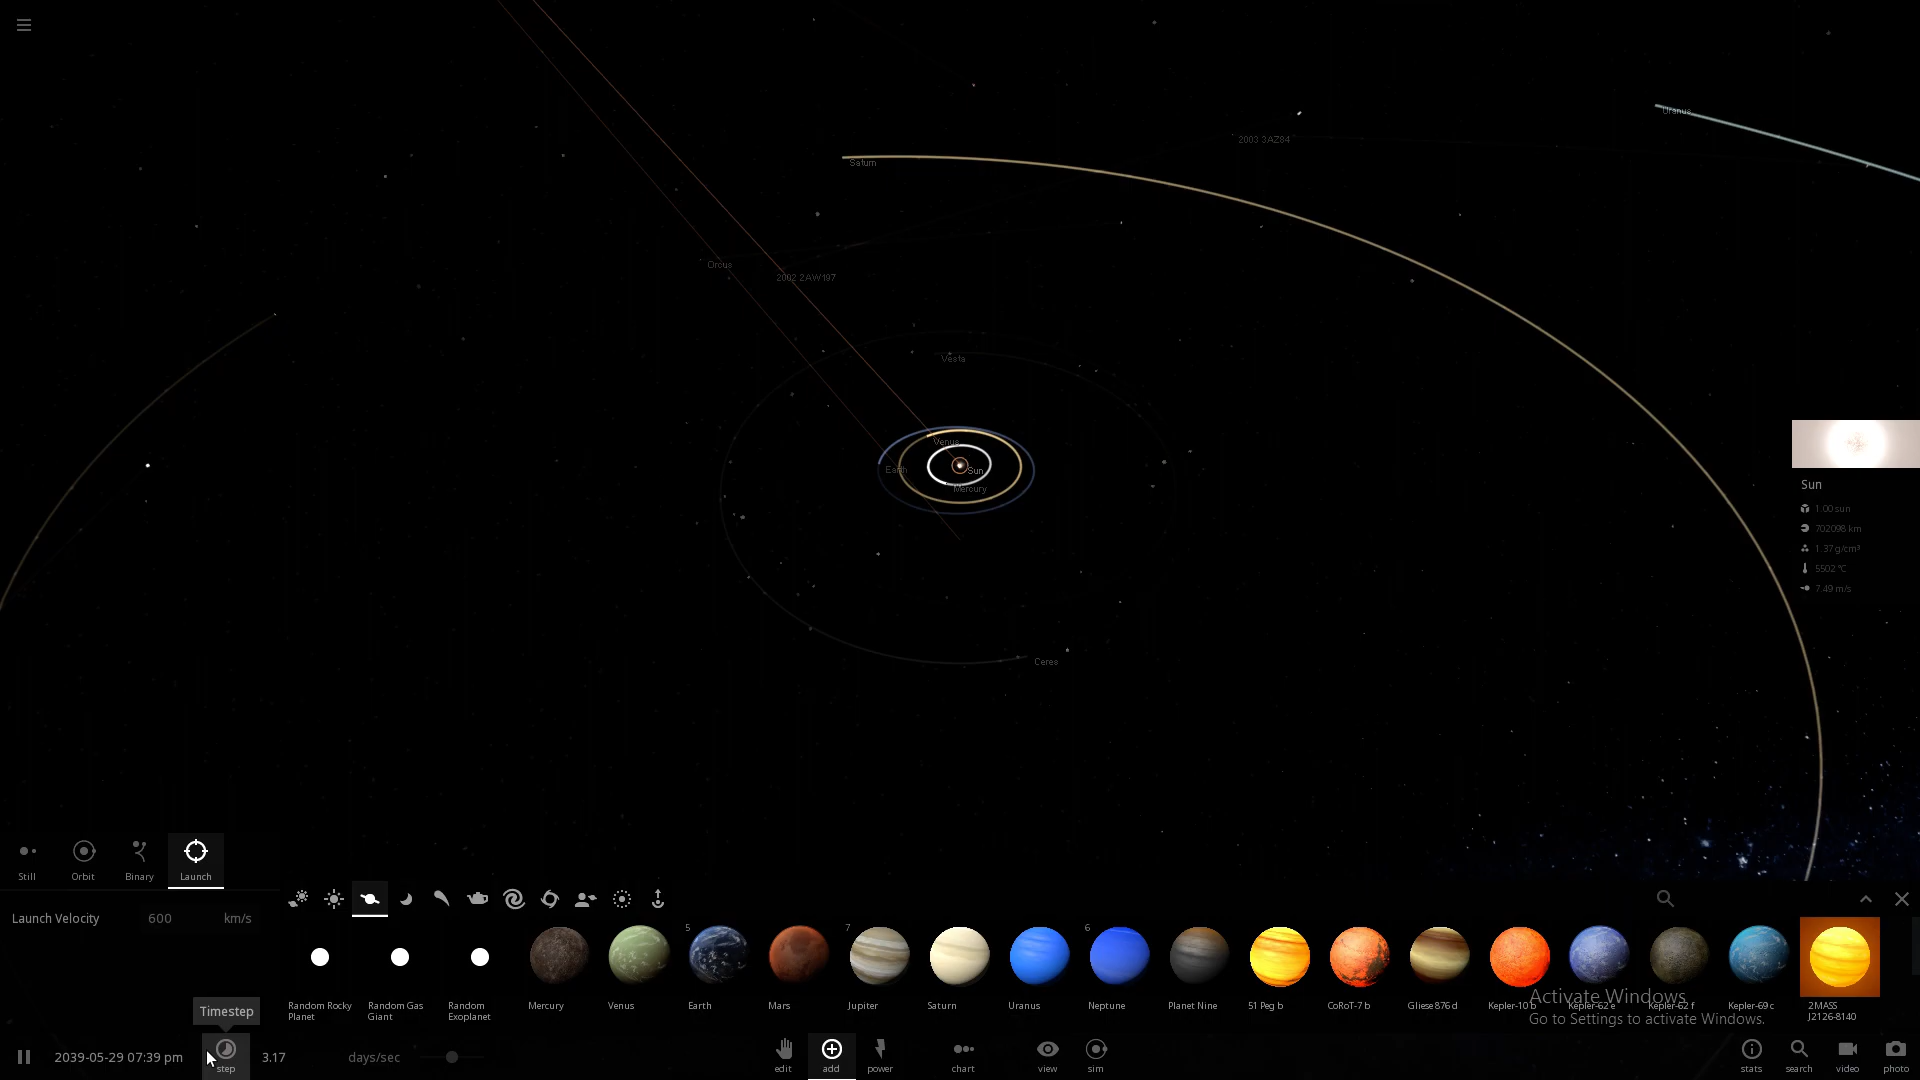 Uranus
2003 3AZ84
Saturn
Orcus
2002 2AW197
Vesta
Venus
Earth
Sun
Mercury
Sun
1.00 sun
702098 km
1.37 g/cm³
5502 °C
7.49 m/s
Ceres
Still
Orbit
Binary
Launch
Launch Velocity 600 km/s
5
7
6
Random Rocky Planet
Random Gas Giant
Random Exoplanet
Mercury
Venus
Earth
Mars
Jupiter
Saturn
Uranus
Neptune
Planet Nine
51 Peg b
CoRoT-7 b
Gliese 876 d
Kepler-10 b
Kepler-62 e
Kepler-62 f
Kepler-69 c
2MASS J2126-8140
Activate Windows
Go to Settings to activate Windows.
Timestep
2039-05-29 07:39 pm
step
3.17 days/sec
edit
add
power
chart
view
sim
stats
search
video
photo